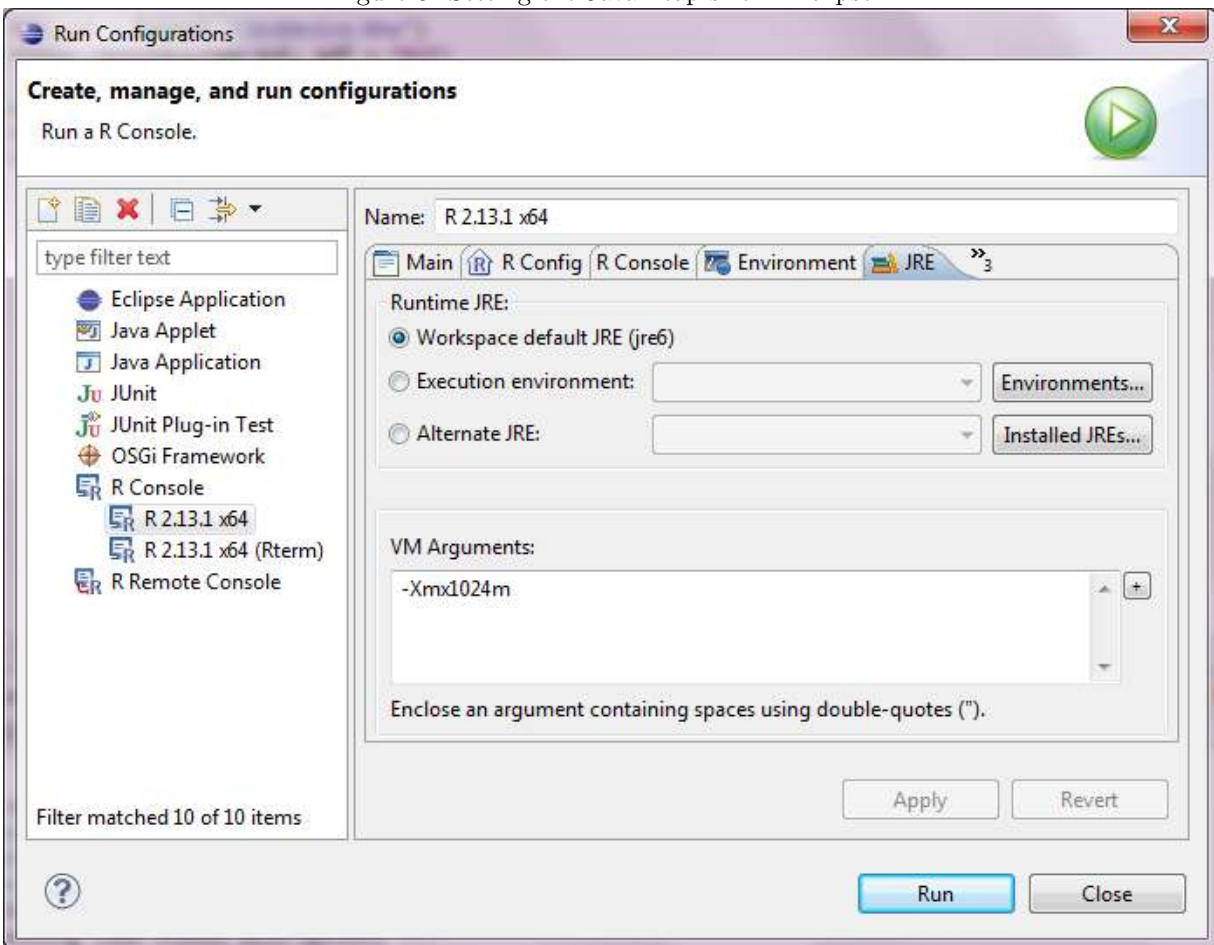 Run Configurations
Create, manage, and run configurations
Run a R Console.
type filter text
Eclipse Application
Java Applet
Java Application
JUnit
JUnit Plug-in Test
OSGi Framework
R Console
R 2.13.1 x64
R 2.13.1 x64 (Rterm)
R Remote Console
Filter matched 10 of 10 items
Name: R 2.13.1 x64
Main R Config R Console Environment JRE »3
Runtime JRE:
Workspace default JRE (jre6)
Execution environment: Environments...
Alternate JRE: Installed JREs...
VM Arguments:
-Xmx1024m
+
Enclose an argument containing spaces using double-quotes (").
Apply Revert
? Run Close